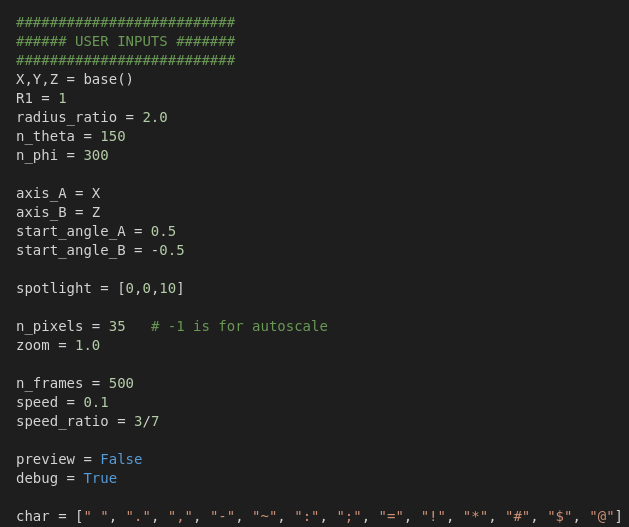 ##########################
###### USER INPUTS #######
##########################
X,Y,Z = base()
R1 = 1
radius_ratio = 2.0
n_theta = 150
n_phi = 300

axis_A = X
axis_B = Z
start_angle_A = 0.5
start_angle_B = -0.5

spotlight = [0,0,10]

n_pixels = 35   # -1 is for autoscale
zoom = 1.0

n_frames = 500
speed = 0.1
speed_ratio = 3/7

preview = False
debug = True

char = [" ", ".", ",", "-", "~", ":", ";", "=", "!", "*", "#", "$", "@"]